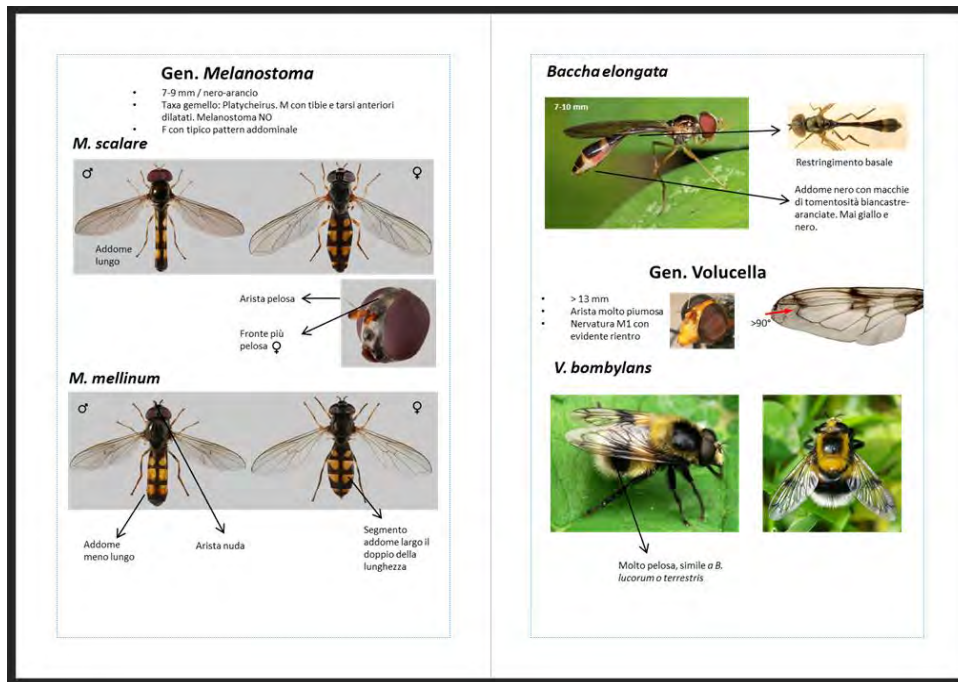 Gen. Melanostoma
• 7-9 mm / nero-arancio
• Taxa gemello: Platycheirus. M con tibie e tarsi anteriori
dilatati. Melanostoma NO
• F con tipico pattern addominale
M. scalare
♂
♀
Addome
lungo
Arista pelosa
Fronte più
pelosa ♀
M. mellinum
♂
♀
Addome
meno lungo
Arista nuda
Segmento
addome largo il
doppio della
lunghezza
Baccha elongata
7-10 mm
Restringimento basale
Addome nero con macchie
di tomentosità biancastre-
aranciate. Mai giallo e
nero.
Gen. Volucella
• > 13 mm
• Arista molto piumosa
• Nervatura M1 con
evidente rientro
>90°
V. bombylans
Molto pelosa, simile a B.
lucorum o terrestris